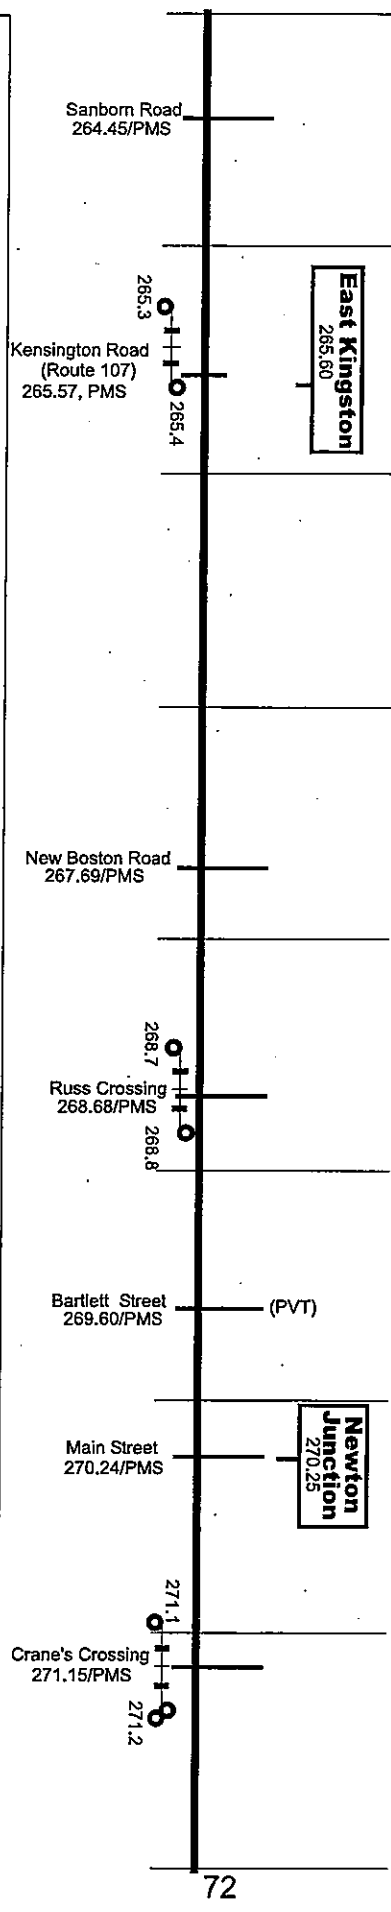 Sanborn Road
264.45/PMS
East Kingston
265.60
265.3
Kensington Road
(Route 107)
265.57, PMS
265.4
New Boston Road
267.69/PMS
268.7
Russ Crossing
268.68/PMS
268.8
Bartlett Street
269.60/PMS
(PVT)
Newton
Junction
270.25
Main Street
270.24/PMS
271.1
Crane's Crossing
271.15/PMS
271.2
72